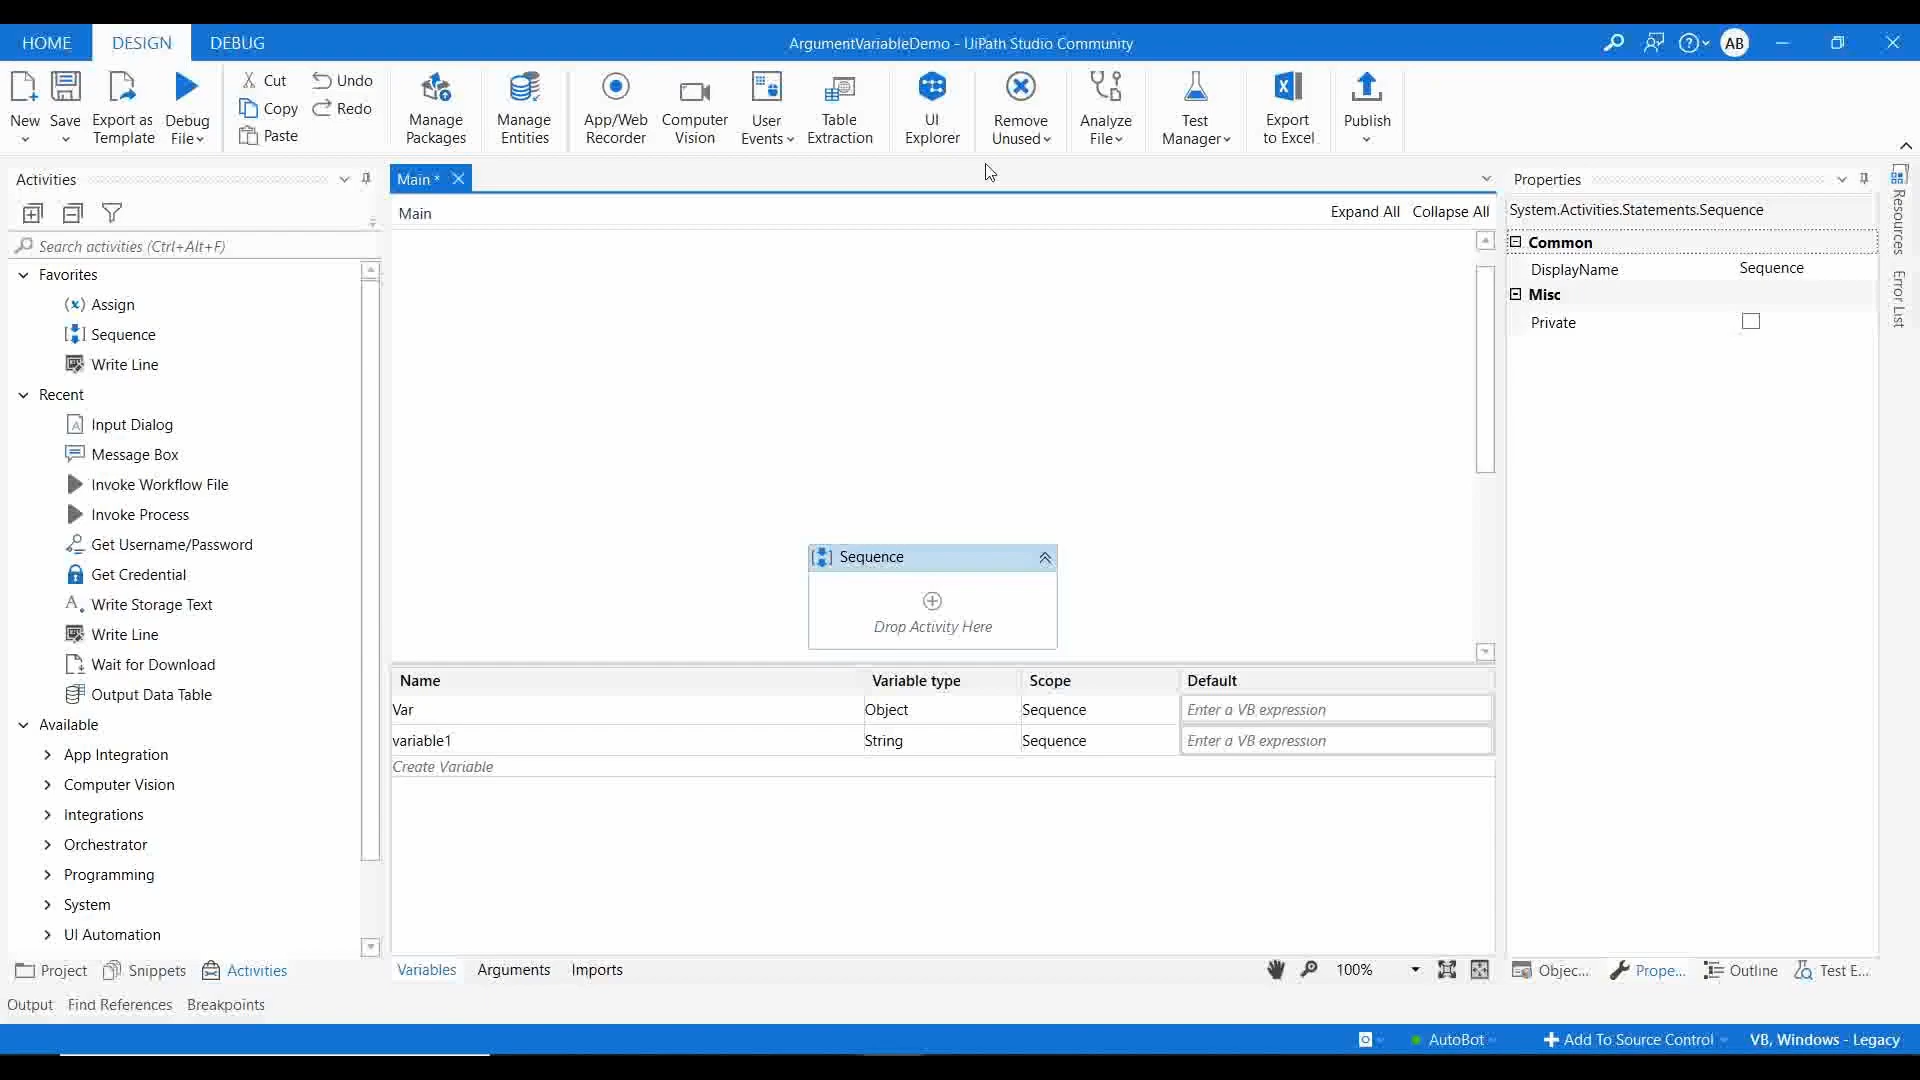 HOME DESIGN DEBUG ArgumentVariableDemo - UiPath Studio Community AB
New Save Export as Template Debug File Cut Copy Paste Undo Redo Manage Packages Manage Entities App/Web Recorder Computer Vision User Events Table Extraction UI Explorer Remove Unused Analyze File Test Manager Export to Excel Publish
Activities
Search activities (Ctrl+Alt+F)
Favorites
(x) Assign
Sequence
Write Line
Recent
Input Dialog
Message Box
Invoke Workflow File
Invoke Process
Get Username/Password
Get Credential
Write Storage Text
Write Line
Wait for Download
Output Data Table
Available
App Integration
Computer Vision
Integrations
Orchestrator
Programming
System
UI Automation
Project Snippets Activities
Main *
Main Expand All Collapse All
Sequence
Drop Activity Here
Name Variable type Scope Default
Var Object Sequence Enter a VB expression
variable1 String Sequence Enter a VB expression
Create Variable
Variables Arguments Imports 100%
Properties
System.Activities.Statements.Sequence
Common
DisplayName Sequence
Misc
Private
Resources
Error List
Objec... Prope... Outline Test E...
Output Find References Breakpoints
AutoBot Add To Source Control VB, Windows - Legacy